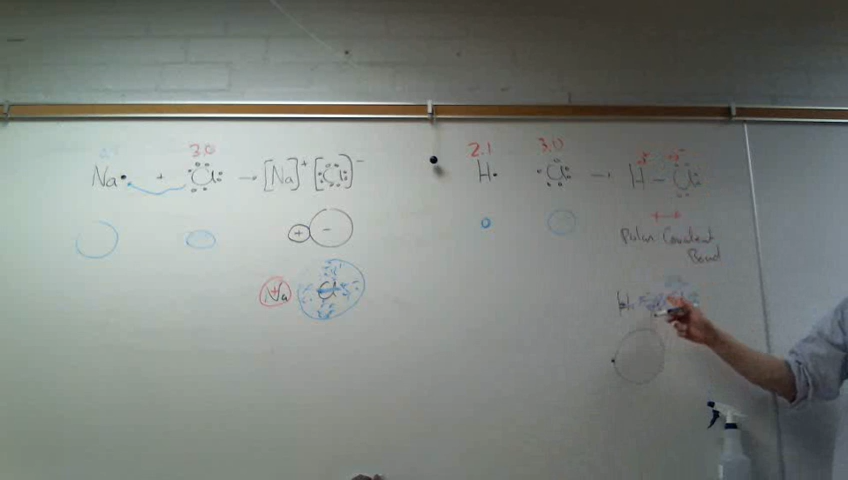 3.0
Na• + Cl → [Na]⁺ [Cl]⁻
+ -
Na Cl
2.1 3.0
H• Cl → H – Cl
Polar Covalent
Bond